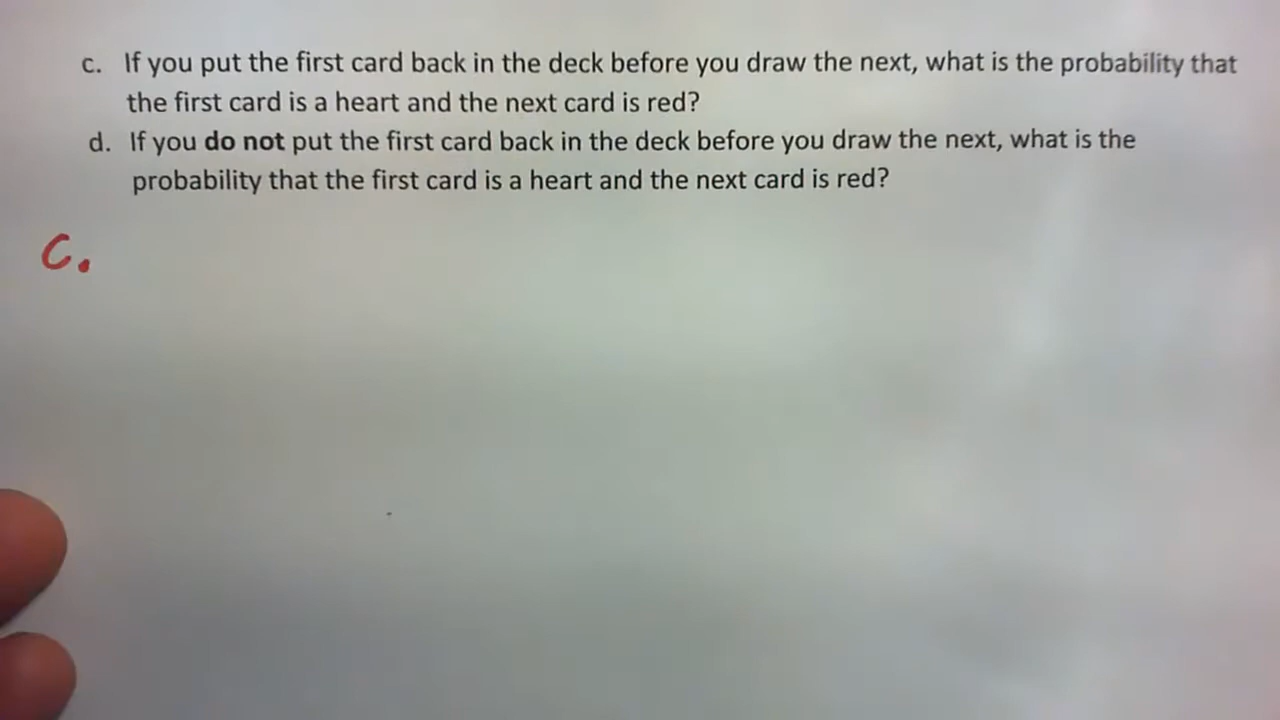 c. If you put the first card back in the deck before you draw the next, what is the probability that
the first card is a heart and the next card is red?
d. If you do not put the first card back in the deck before you draw the next, what is the
probability that the first card is a heart and the next card is red?
C.